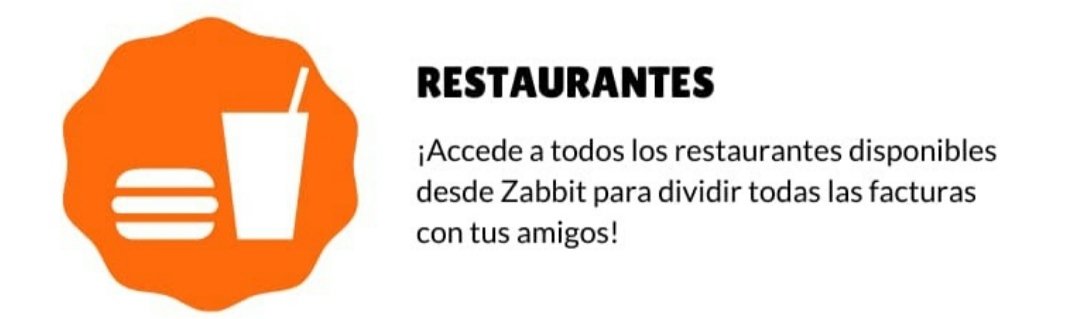 RESTAURANTES
¡Accede a todos los restaurantes disponibles
desde Zabbit para dividir todas las facturas
con tus amigos!